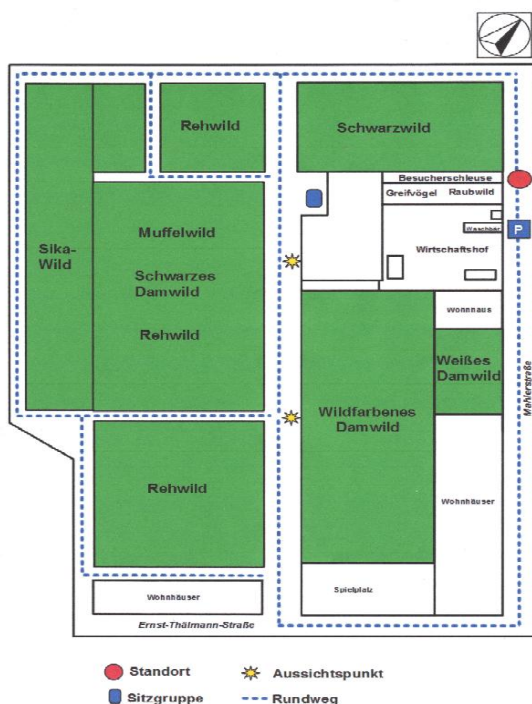 Rehwild
Schwarzwild
Besucherschleuse
Greifvögel Raubwild
Waschbär
P
Wirtschaftshof
Sika-
Wild
Muffelwild
Schwarzes
Damwild
Rehwild
Wohnhaus
Weißes
Damwild
Mahlerstraße
Wildfarbenes
Damwild
Rehwild
Wohnhäuser
Spielplatz
Wohnhäuser
Ernst-Thälmann-Straße
Standort
Aussichtspunkt
Sitzgruppe
Rundweg